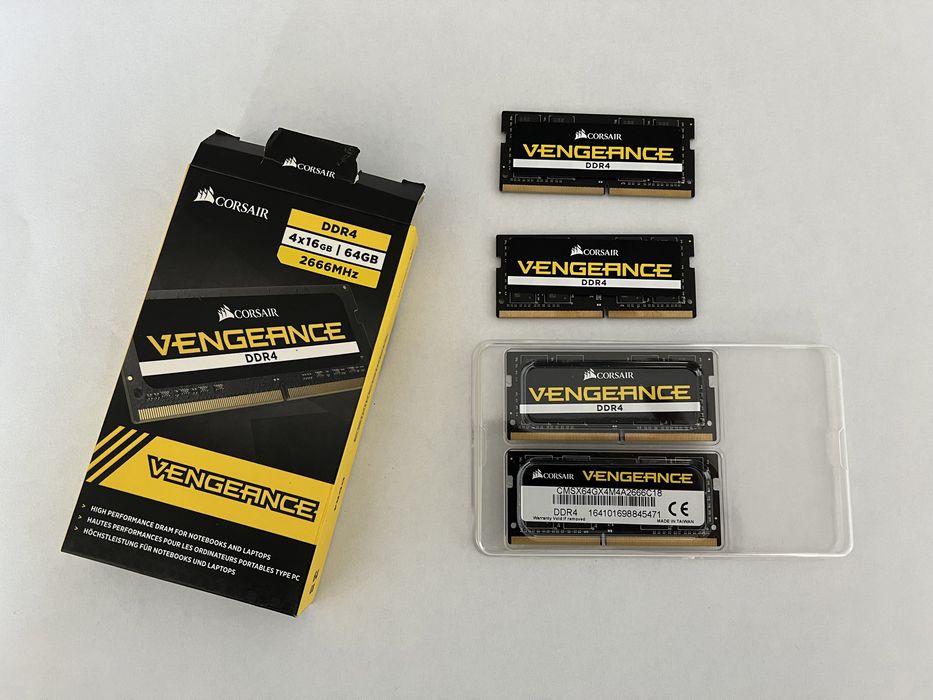 CORSAIR
CORSAIR
DDR4
4x16GB | 64GB
2666MHz
CORSAIR
VENGEANCE
DDR4
VENGEANCE
> HIGH PERFORMANCE DRAM FOR NOTEBOOKS AND LAPTOPS
> HAUTES PERFORMANCES POUR LES ORDINATEURS PORTABLES TYPE PC
> HÖCHSTLEISTUNG FÜR NOTEBOOKS UND LAPTOPS
CORSAIR
VENGEANCE
DDR4
CORSAIR
VENGEANCE
DDR4
CORSAIR
VENGEANCE
DDR4
CORSAIR VENGEANCE
CMSX64GX4M4A2666C18
DDR4 164101698845471
Warranty Void if removed
MADE IN TAIWAN
CE